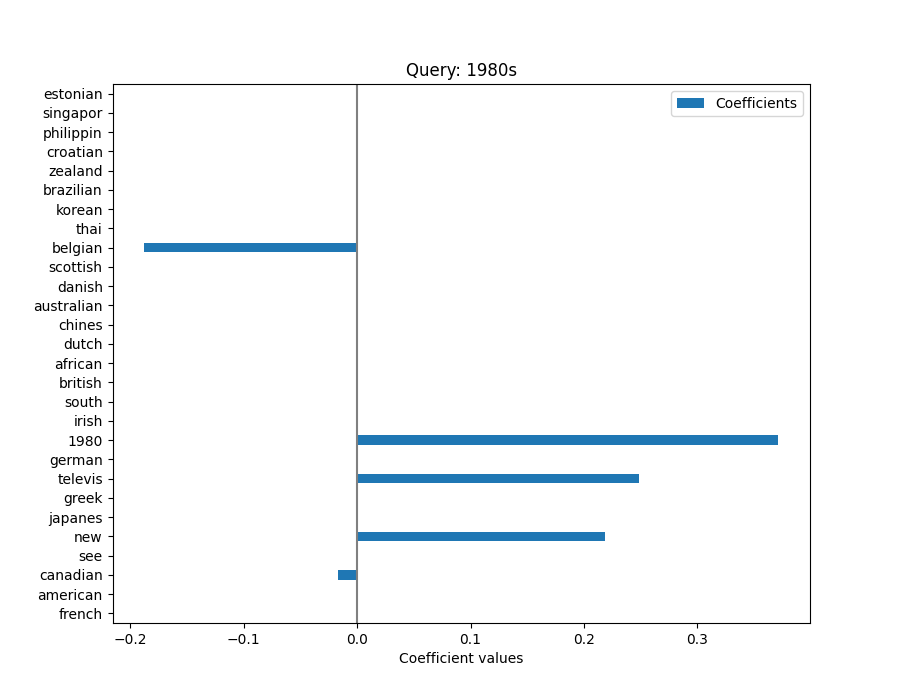 Query: 1980s
Coefficients
estonian
singapor
philippin
croatian
zealand
brazilian
korean
thai
belgian
scottish
danish
australian
chines
dutch
african
british
south
irish
1980
german
televis
greek
japanes
new
see
canadian
american
french
−0.2 −0.1 0.0 0.1 0.2 0.3
Coefficient values